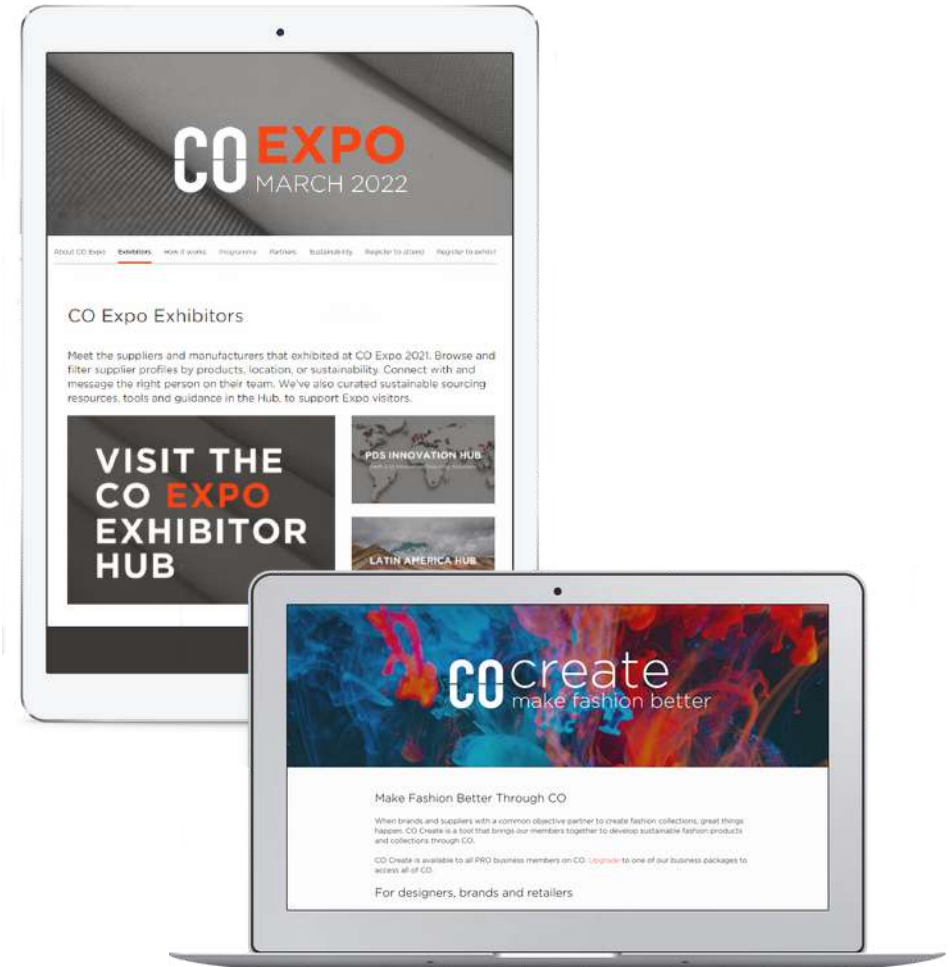 CO EXPO
MARCH 2022
About CO Expo Exhibitors How it works Programme Partners Sustainability Register to attend Register to exhibit
CO Expo Exhibitors
Meet the suppliers and manufacturers that exhibited at CO Expo 2021. Browse and
filter supplier profiles by products, location, or sustainability. Connect with and
message the right person on their team. We've also curated sustainable sourcing
resources, tools and guidance in the Hub, to support Expo visitors.
VISIT THE
CO EXPO
EXHIBITOR
HUB
PDS INNOVATION HUB
LATIN AMERICA HUB
CO create
make fashion better
Make Fashion Better Through CO
When brands and suppliers with a common objective partner to create fashion collections, great things
happen. CO Create is a tool that brings our members together to develop sustainable fashion products
and collections through CO.
CO Create is available to all PRO business members on CO. Upgrade to one of our business packages to
access all of CO.
For designers, brands and retailers